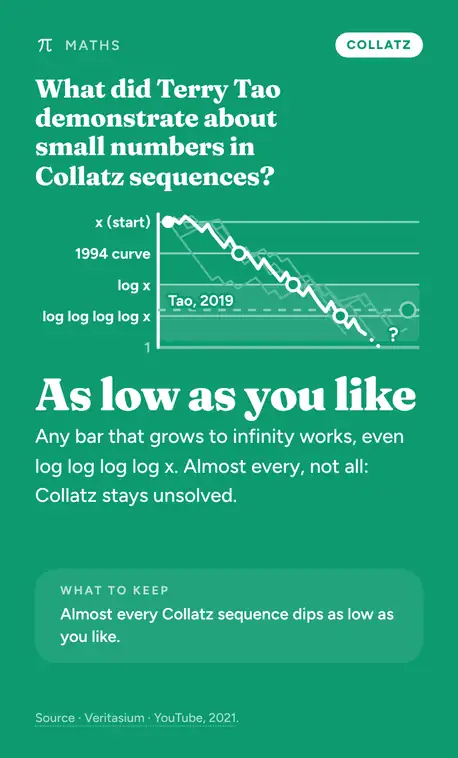 π MATHS
COLLATZ
What did Terry Tao
demonstrate about
small numbers in
Collatz sequences?
x (start)
1994 curve
log x
Tao, 2019
log log log log x
?
1
As low as you like
Any bar that grows to infinity works, even
log log log log x. Almost every, not all:
Collatz stays unsolved.
WHAT TO KEEP
Almost every Collatz sequence dips as low as
you like.
Source · Veritasium · YouTube, 2021.